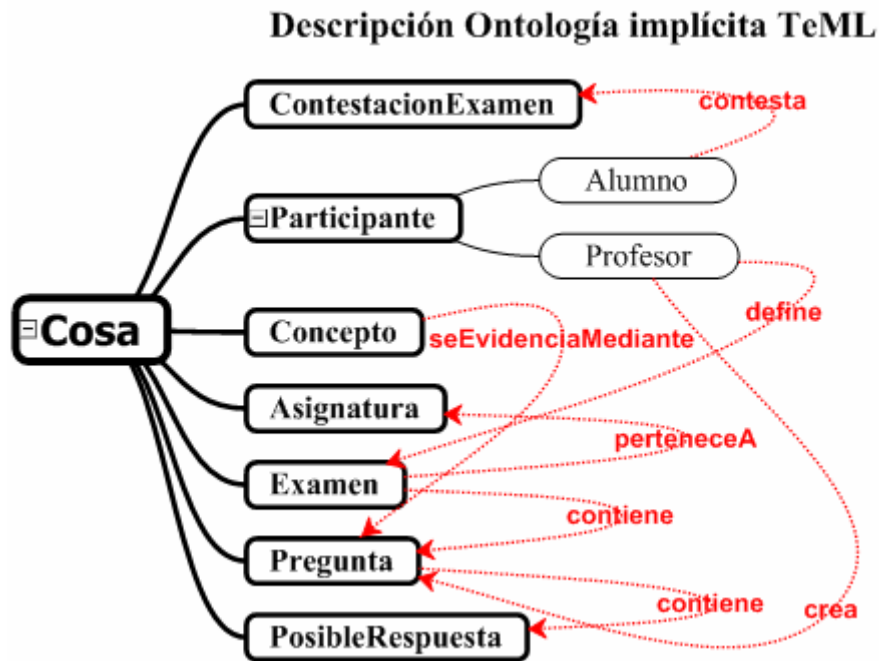 Descripción Ontología implícita TeML
ContestacionExamen
contesta
Alumno
Participante
Profesor
define
Cosa
Concepto
seEvidenciaMediante
Asignatura
perteneceA
Examen
contiene
Pregunta
contiene
crea
PosibleRespuesta